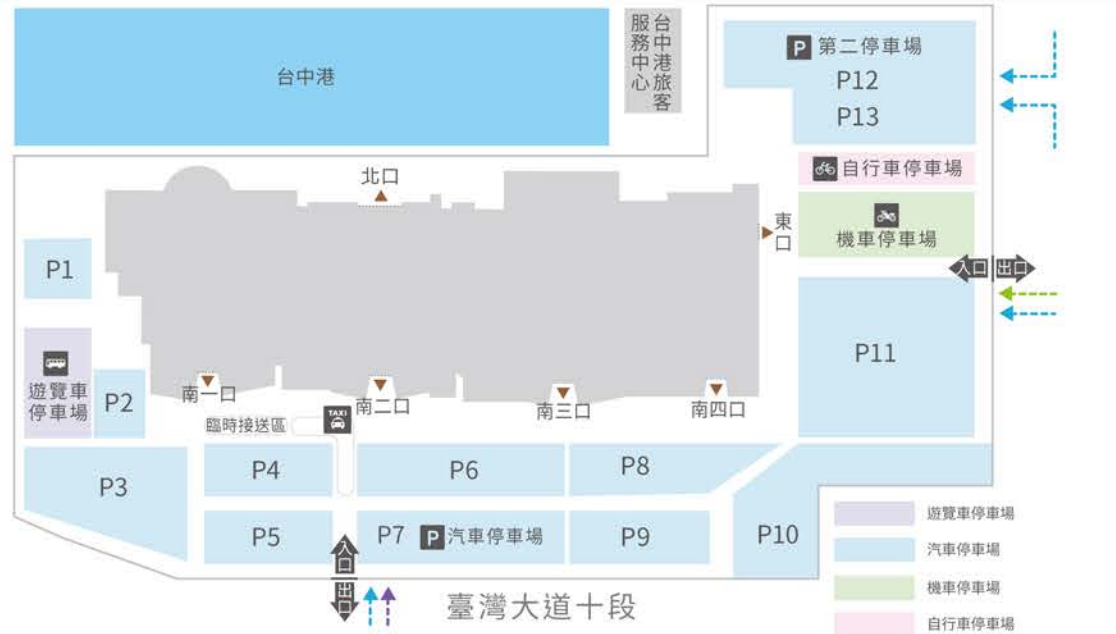 台中港
台中港旅客
服務中心
P 第二停車場
P12
P13
自行車停車場
機車停車場
北口
東口
入口 出口
P1
遊覽車
停車場
P2
P11
南一口
南二口
南三口
南四口
臨時接送區
TAXI
P3
P4
P6
P8
P5
P7 P 汽車停車場
P9
P10
入口
出口
臺灣大道十段
遊覽車停車場
汽車停車場
機車停車場
自行車停車場